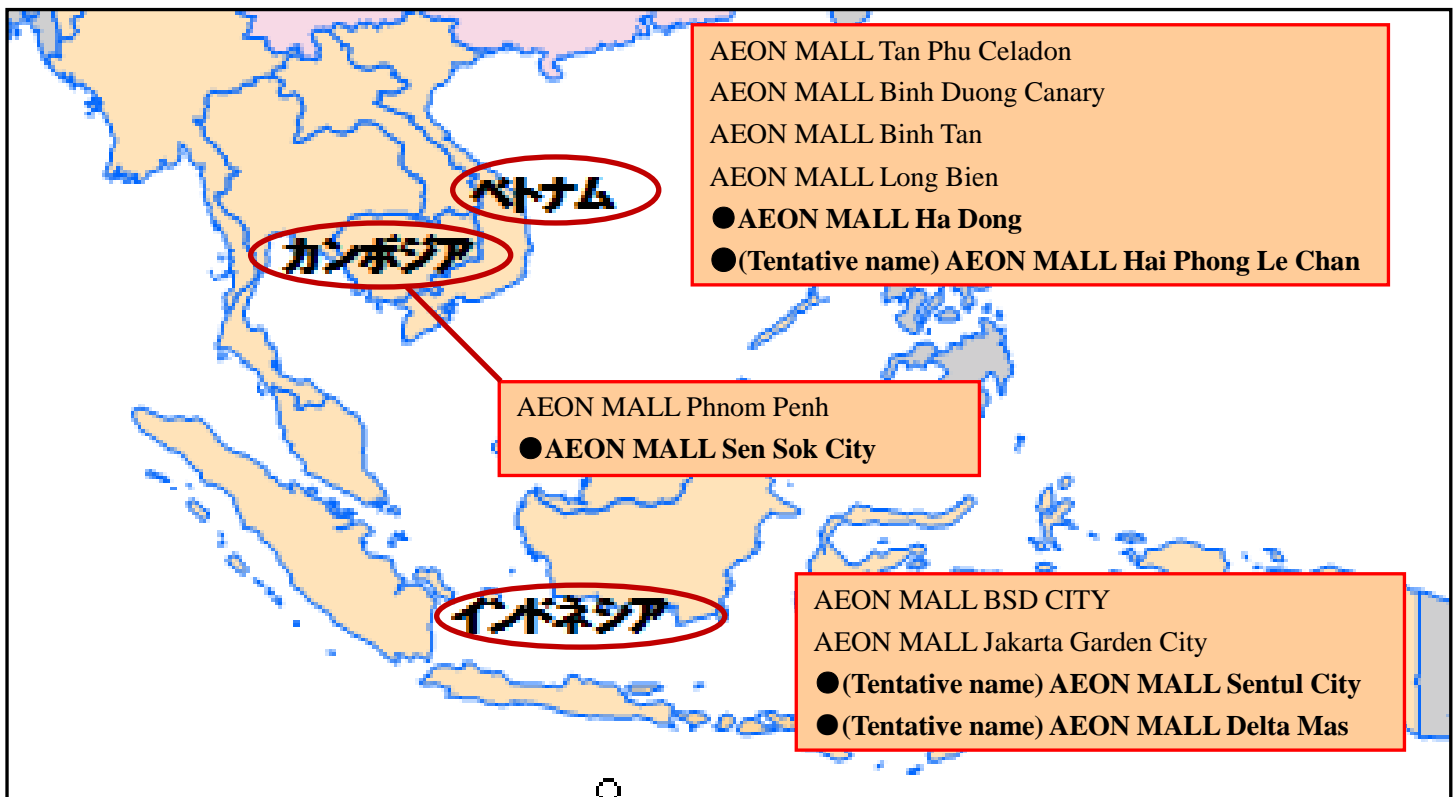 AEON MALL Tan Phu Celadon
AEON MALL Binh Duong Canary
AEON MALL Binh Tan
AEON MALL Long Bien
●AEON MALL Ha Dong
●(Tentative name) AEON MALL Hai Phong Le Chan
ベトナム
カンボジア
AEON MALL Phnom Penh
●AEON MALL Sen Sok City
インドネシア
AEON MALL BSD CITY
AEON MALL Jakarta Garden City
●(Tentative name) AEON MALL Sentul City
●(Tentative name) AEON MALL Delta Mas